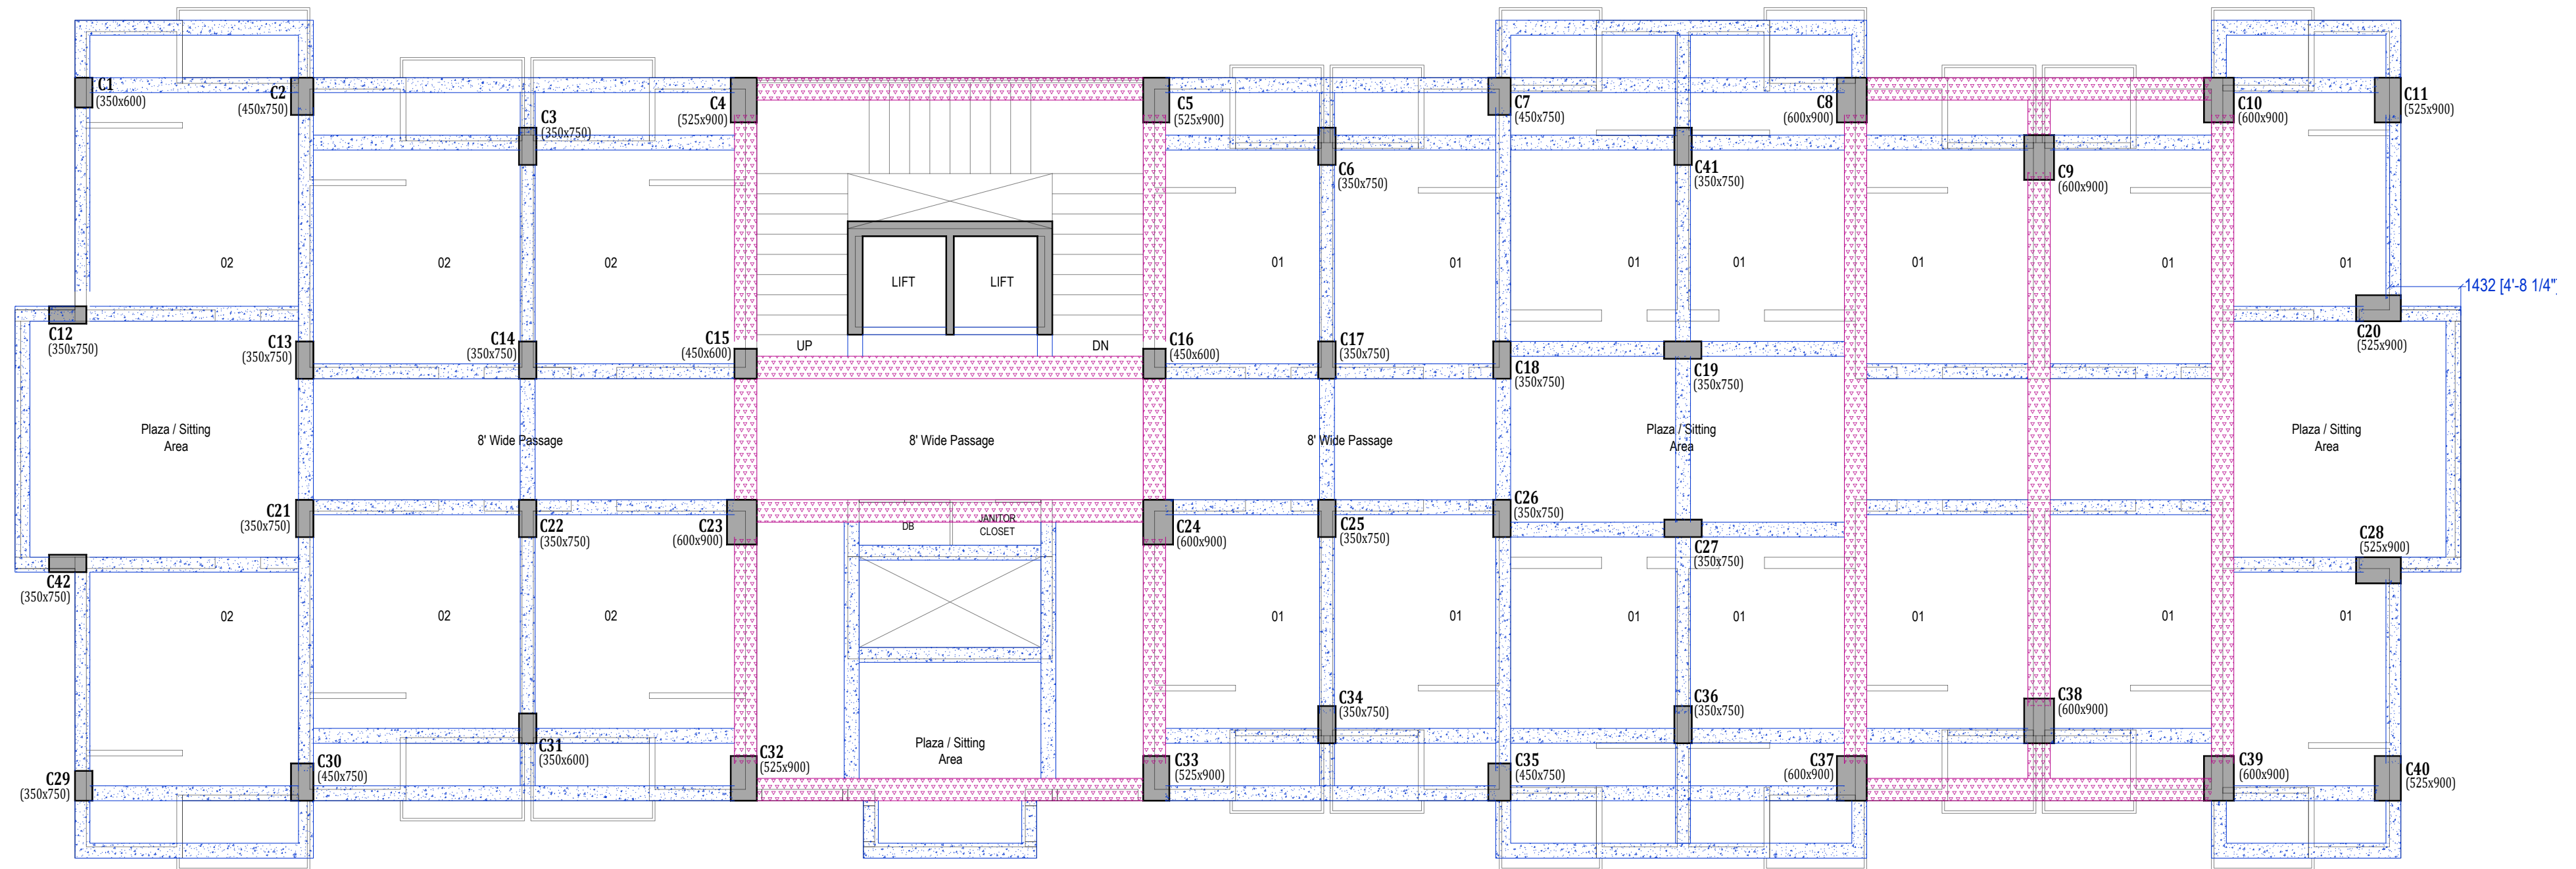 C1
(350x600)
C2
(450x750)
C3
(350x750)
C4
(525x900)
C5
(525x900)
C6
(350x750)
C7
(450x750)
C41
(350x750)
C8
(600x900)
C9
(600x900)
C10
(600x900)
C11
(525x900)
02
02
02
LIFT
LIFT
01
01
01
01
01
01
01
1432 [4'-8 1/4"]
C12
(350x750)
C13
(350x750)
C14
(350x750)
C15
(450x600)
UP
DN
C16
(450x600)
C17
(350x750)
C18
(350x750)
C19
(350x750)
C20
(525x900)
Plaza / Sitting
Area
8' Wide Passage
8' Wide Passage
8' Wide Passage
Plaza / Sitting
Area
Plaza / Sitting
Area
C21
(350x750)
C22
(350x750)
C23
(600x900)
DB
JANITOR
CLOSET
C24
(600x900)
C25
(350x750)
C26
(350x750)
C27
(350x750)
C28
(525x900)
C42
(350x750)
02
02
02
01
01
01
01
01
01
01
C29
(350x750)
C30
(450x750)
C31
(350x600)
C32
(525x900)
Plaza / Sitting
Area
C33
(525x900)
C34
(350x750)
C35
(450x750)
C36
(350x750)
C37
(600x900)
C38
(600x900)
C39
(600x900)
C40
(525x900)